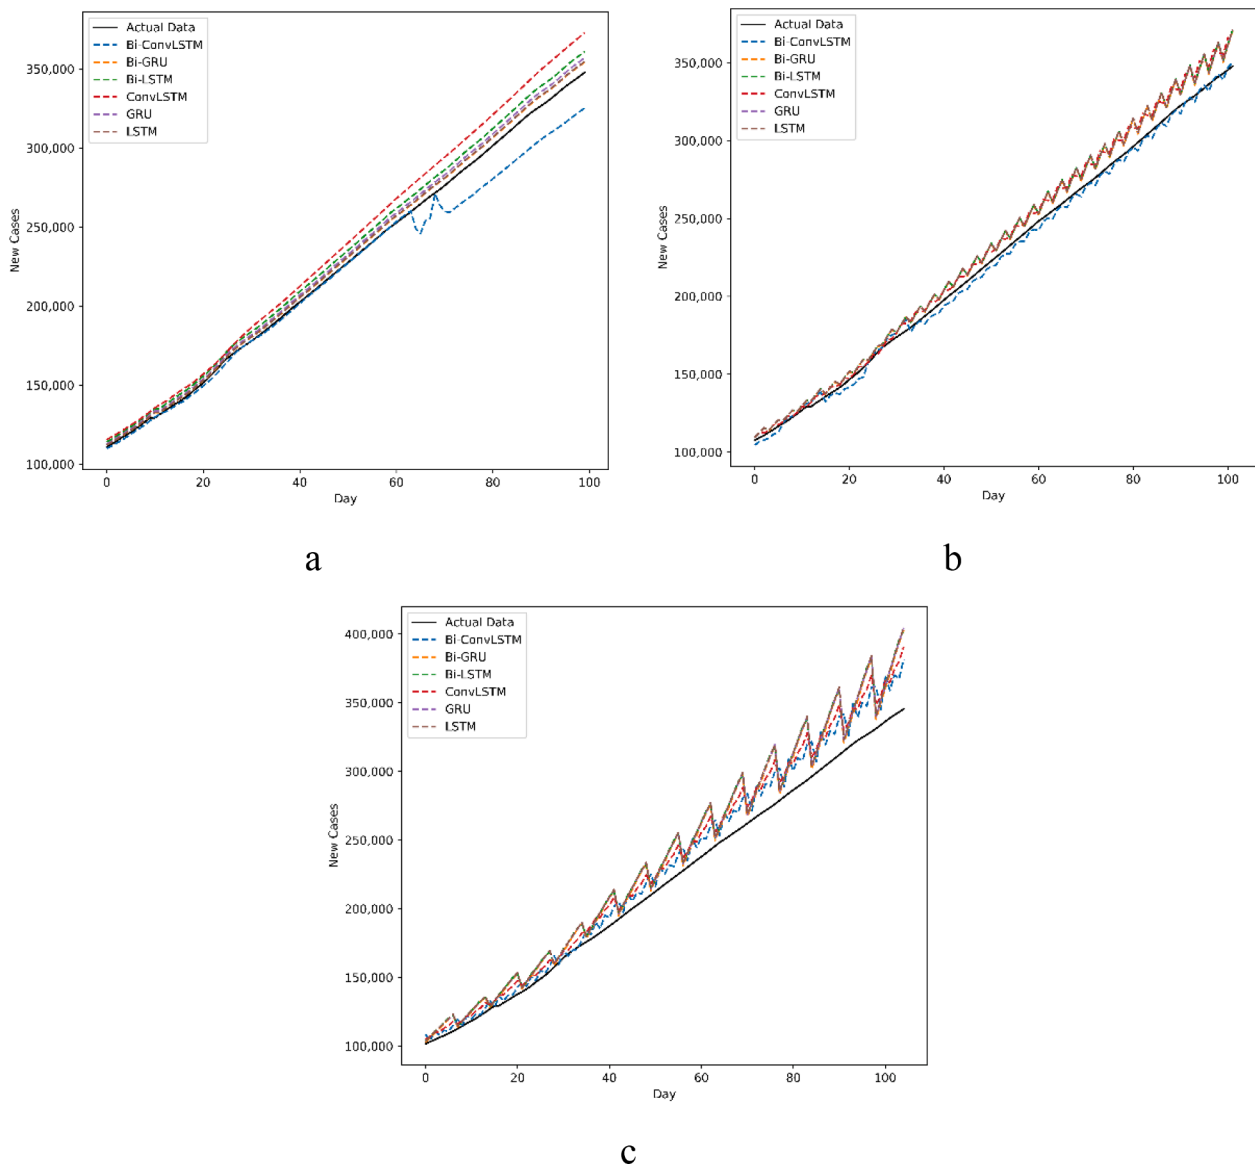 Actual Data
Bi-ConvLSTM
Bi-GRU
Bi-LSTM
ConvLSTM
GRU
LSTM
350,000
300,000
250,000
200,000
150,000
100,000
New Cases
0 20 40 60 80 100
Day
a
Actual Data
Bi-ConvLSTM
Bi-GRU
Bi-LSTM
ConvLSTM
GRU
LSTM
350,000
300,000
250,000
200,000
150,000
100,000
New Cases
0 20 40 60 80 100
Day
b
Actual Data
Bi-ConvLSTM
Bi-GRU
Bi-LSTM
ConvLSTM
GRU
LSTM
400,000
350,000
300,000
250,000
200,000
150,000
100,000
New Cases
0 20 40 60 80 100
Day
c